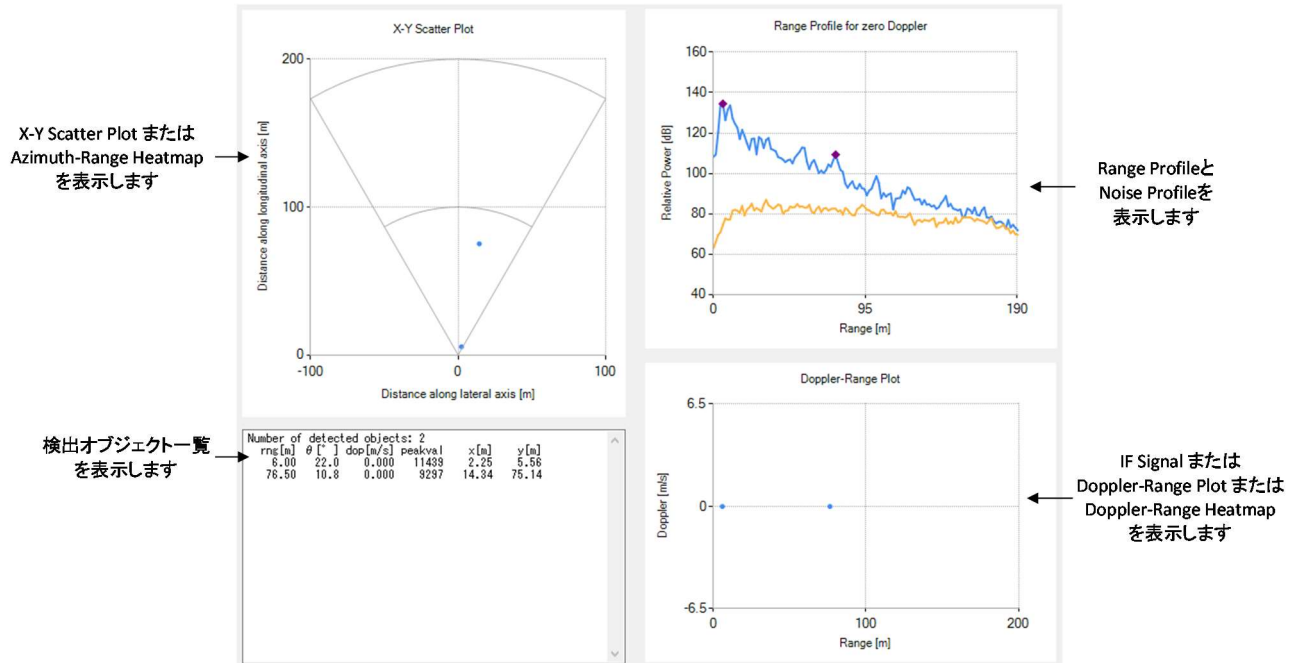 X-Y Scatter Plot または
Azimuth-Range Heatmap
を表示します
X-Y Scatter Plot
Distance along longitudinal axis [m]
200
100
0
-100
0
100
Distance along lateral axis [m]
Range Profile for zero Doppler
Relative Power [dB]
160
140
120
100
80
60
40
0
95
190
Range [m]
Range Profileと
Noise Profileを
表示します
検出オブジェクト一覧
を表示します
Number of detected objects: 2
rng[m] θ[°] dop[m/s] peakval x[m] y[m]
6.00 22.0 0.000 11439 2.25 5.56
76.50 10.8 0.000 9297 14.34 75.14
Doppler-Range Plot
Doppler [m/s]
6.5
0
-6.5
0
100
200
Range [m]
IF Signal または
Doppler-Range Plot または
Doppler-Range Heatmap
を表示します